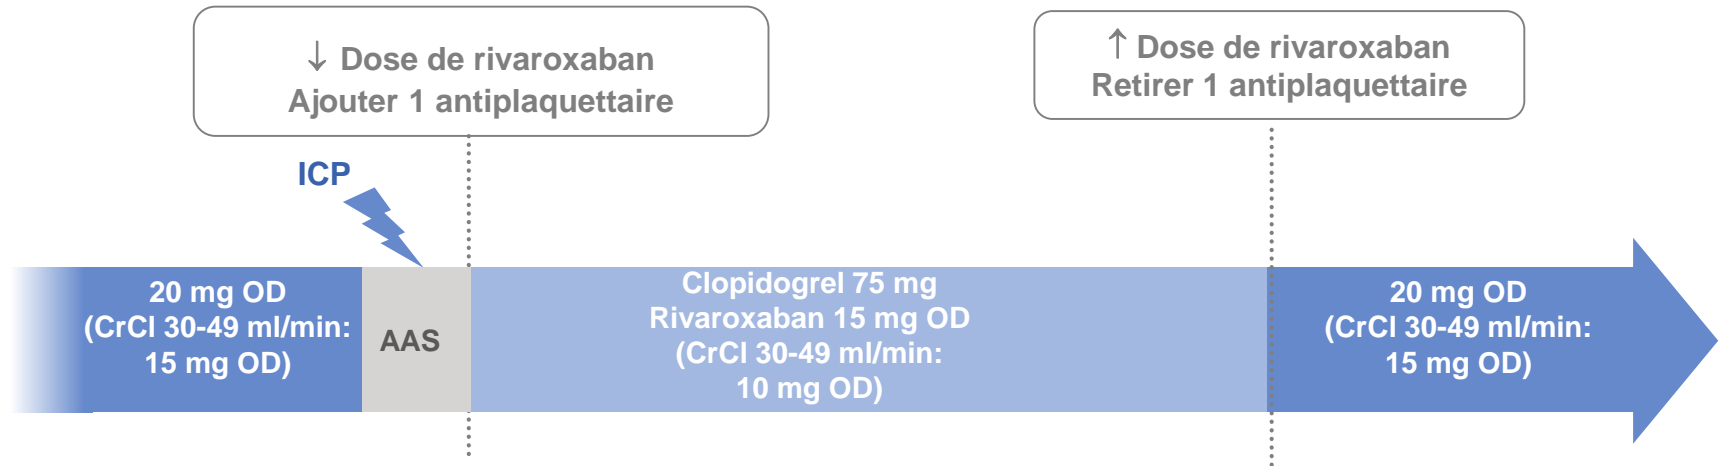 ↓ Dose de rivaroxaban
Ajouter 1 antiplaquettaire
↑ Dose de rivaroxaban
Retirer 1 antiplaquettaire
ICP
20 mg OD
(CrCl 30-49 ml/min:
15 mg OD)
AAS
Clopidogrel 75 mg
Rivaroxaban 15 mg OD
(CrCl 30-49 ml/min:
10 mg OD)
20 mg OD
(CrCl 30-49 ml/min:
15 mg OD)